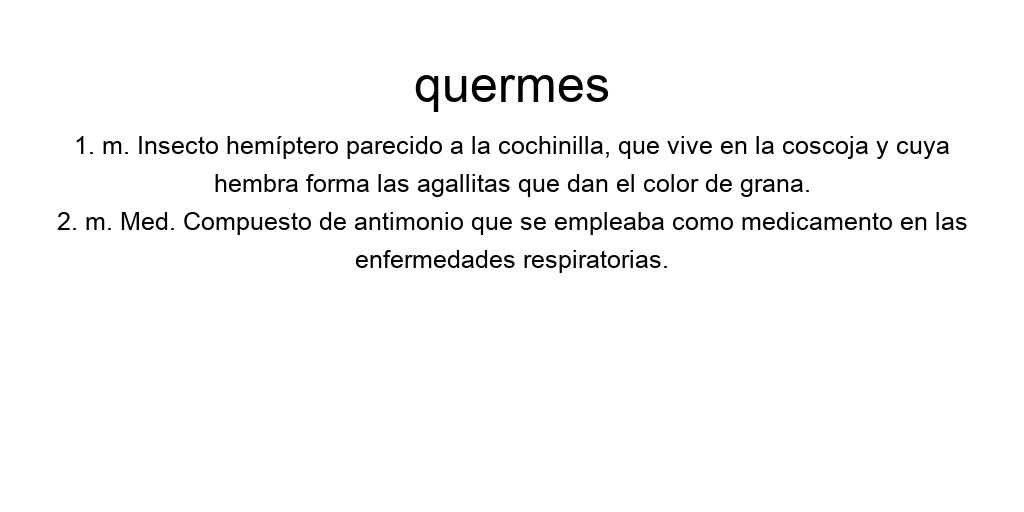 quermes
1. m. Insecto hemíptero parecido a la cochinilla, que vive en la coscoja y cuya
hembra forma las agallitas que dan el color de grana.
2. m. Med. Compuesto de antimonio que se empleaba como medicamento en las
enfermedades respiratorias.